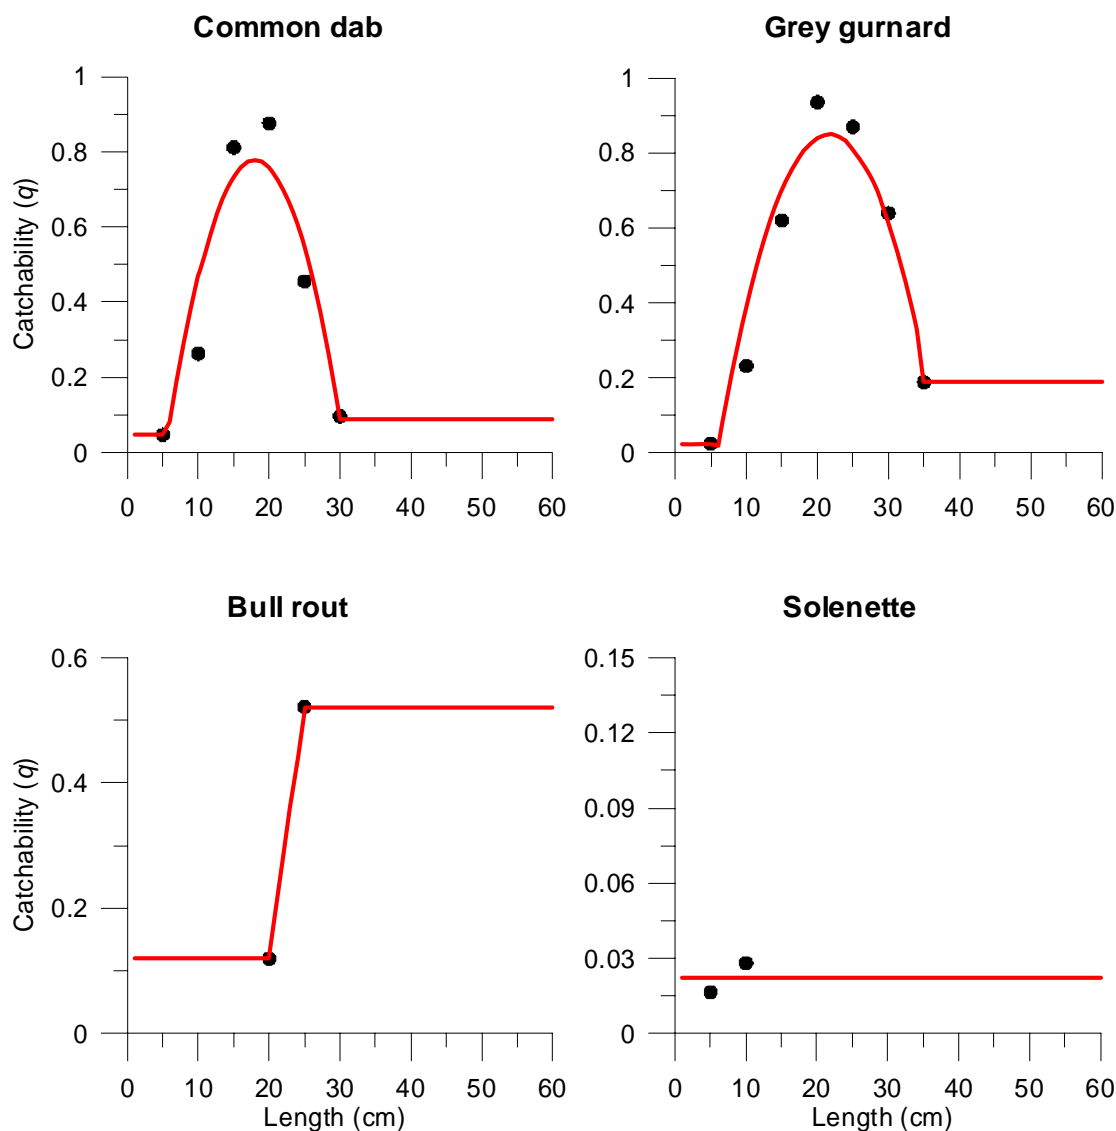 Common dab
Grey gurnard
Catchability (q)
1
0.8
0.6
0.4
0.2
0
0 10 20 30 40 50 60
1
0.8
0.6
0.4
0.2
0
0 10 20 30 40 50 60
Bull rout
Solenette
Catchability (q)
0.6
0.4
0.2
0
0 10 20 30 40 50 60
Length (cm)
0.15
0.12
0.09
0.06
0.03
0
0 10 20 30 40 50 60
Length (cm)